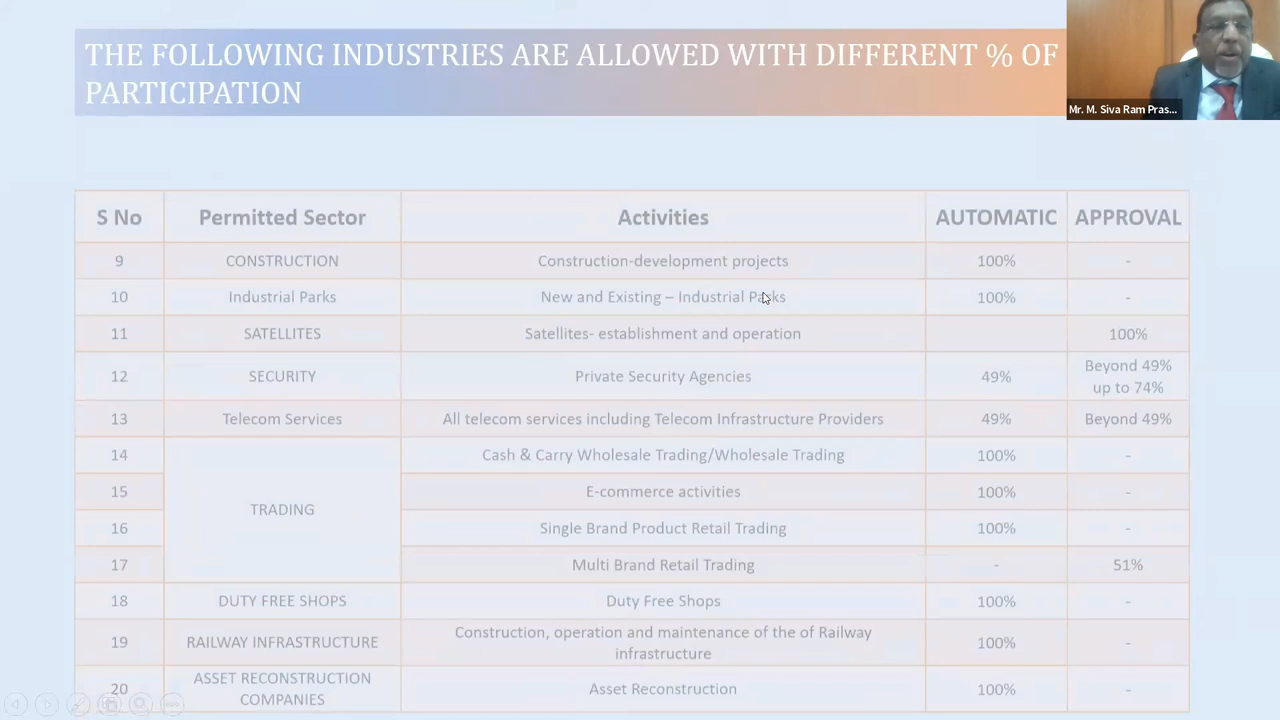 THE FOLLOWING INDUSTRIES ARE ALLOWED WITH DIFFERENT % OF
PARTICIPATION
Mr. M. Siva Ram Pras...
S No Permitted Sector Activities AUTOMATIC APPROVAL
9 CONSTRUCTION Construction-development projects 100% -
10 Industrial Parks New and Existing – Industrial Parks 100% -
11 SATELLITES Satellites- establishment and operation 100%
12 SECURITY Private Security Agencies 49% Beyond 49%
up to 74%
13 Telecom Services All telecom services including Telecom Infrastructure Providers 49% Beyond 49%
14 Cash & Carry Wholesale Trading/Wholesale Trading 100% -
15 E-commerce activities 100% -
TRADING
16 Single Brand Product Retail Trading 100% -
17 Multi Brand Retail Trading - 51%
18 DUTY FREE SHOPS Duty Free Shops 100% -
19 RAILWAY INFRASTRUCTURE Construction, operation and maintenance of the of Railway
infrastructure 100% -
20 ASSET RECONSTRUCTION
COMPANIES Asset Reconstruction 100% -